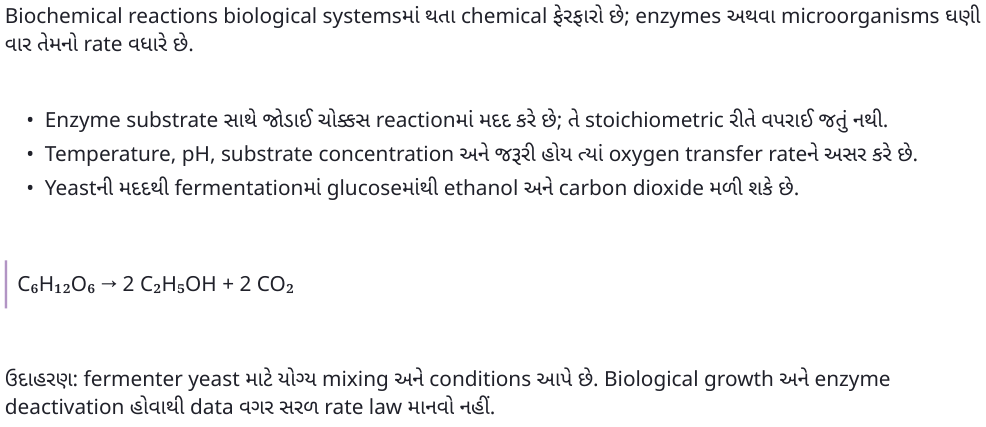 Biochemical reactions biological systemsમાં થતા chemical ફેરફારો છે; enzymes અથવા microorganisms ઘણી
વાર તેમનો rate વધારે છે.
• Enzyme substrate સાથે જોડાઈ ચોક્કસ reactionમાં મદદ કરે છે; તે stoichiometric રીતે વપરાઈ જતું નથી.
• Temperature, pH, substrate concentration અને જરૂરી હોય ત્યાં oxygen transfer rateને અસર કરે છે.
• Yeastની મદદથી fermentationમાં glucoseમાંથી ethanol અને carbon dioxide મળી શકે છે.
C₆H₁₂O₆ → 2 C₂H₅OH + 2 CO₂
ઉદાહરણ: fermenter yeast માટે યોગ્ય mixing અને conditions આપે છે. Biological growth અને enzyme
deactivation હોવાથી data વગર સરળ rate law માનવો નહીં.